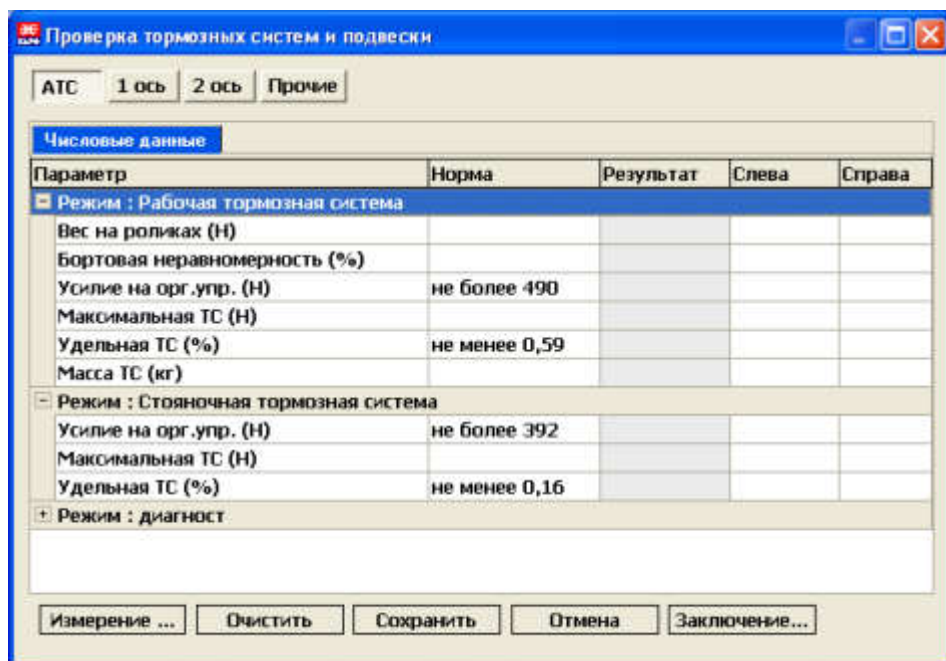 Проверка тормозных систем и подвески
АТС 1 ось 2 ось Прочие
Числовые данные
Параметр Норма Результат Слева Справа
Режим : Рабочая тормозная система
Вес на роликах (Н)
Бортовая неравномерность (%)
Усилие на орг.упр. (Н) не более 490
Максимальная ТС (Н)
Удельная ТС (%) не менее 0,59
Масса ТС (кг)
Режим : Стояночная тормозная система
Усилие на орг.упр. (Н) не более 392
Максимальная ТС (Н)
Удельная ТС (%) не менее 0,16
Режим : диагност
Измерение ... Очистить Сохранить Отмена Заключение...